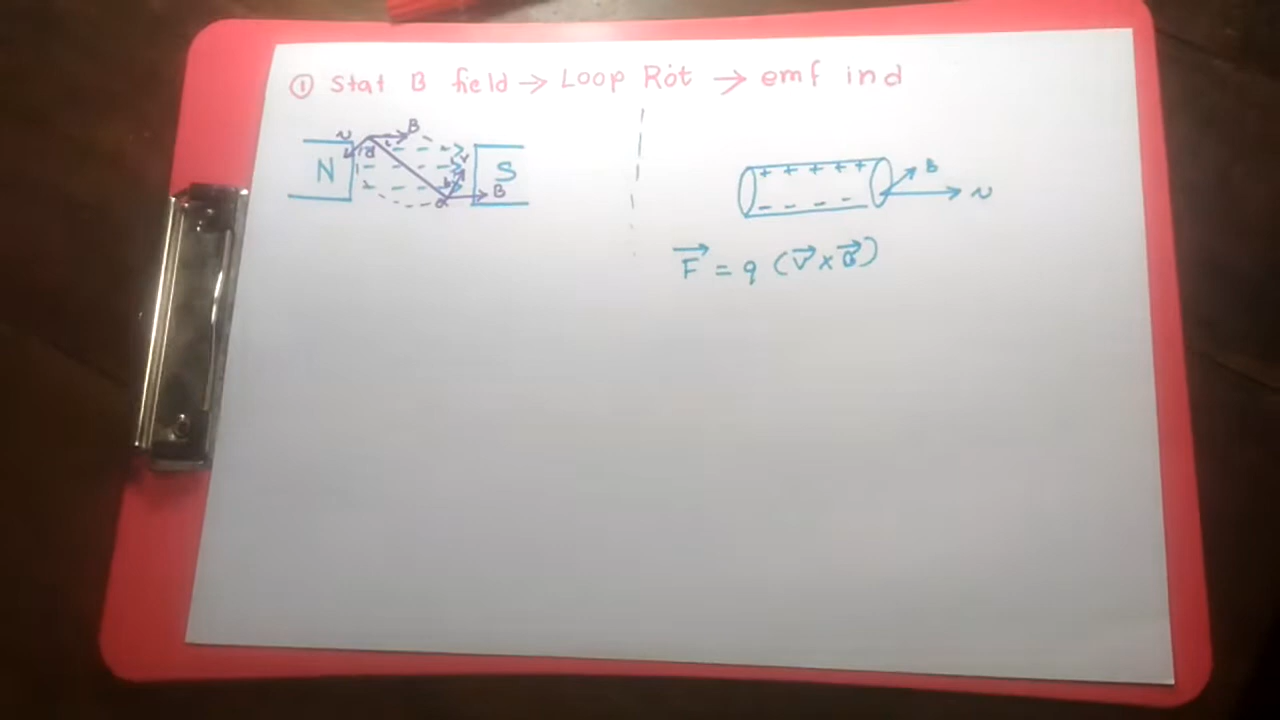 ① Stat B field → Loop Rot → emf ind
N
S
v
B
d
v
B
+ + + + +
B
v
- - - -
F⃗ = q (v⃗ × B⃗)